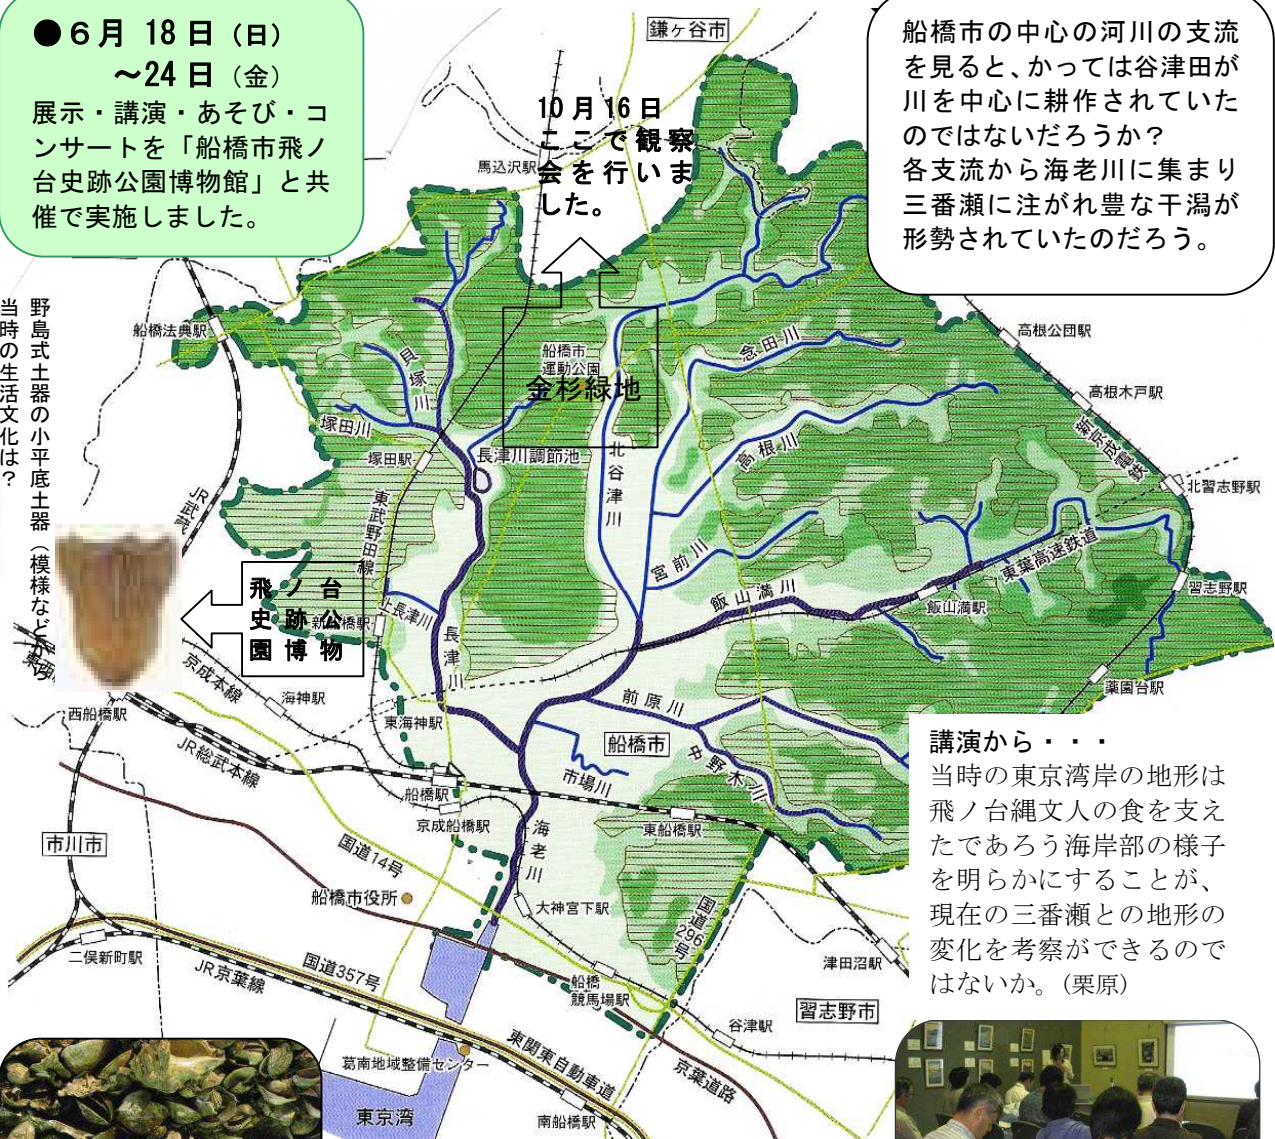 ●6月 18日(日)
～24日(金)
展示・講演・あそび・コ
ンサートを「船橋市飛ノ
台史跡公園博物館」と共
催で実施しました。
鎌ヶ谷市
10月16日
ここで観察
会を行いま
した。
船橋市の中心の河川の支流
を見ると、かっては谷津田が
川を中心に耕作されていた
のではないだろうか?
各支流から海老川に集まり
三番瀬に注がれ豊な干潟が
形勢されていたのだろう。
馬込沢駅
野島式土器の小平底土器(模様などから
当時の生活文化は?
船橋法典駅
高根公団駅
高根木戸駅
新京成電鉄
北習志野駅
船橋市
運動公園
金杉緑地
念田川
貝塚川
塚田川
塚田駅
長津川調節池
北谷津川
高根川
JR武蔵
東武野田線
宮前川
飯山満川
東葉高速鉄道
飯山満駅
習志野駅
飛ノ台
史跡公
園博物
上長津川
長津川
薬園台駅
京成本線
海神駅
西船橋駅
東海神駅
前原川
船橋市
中野木川
市場川
JR総武本線
船橋駅
京成船橋駅
東船橋駅
海老川
市川市
国道14号
船橋市役所
大神宮下駅
国道296号
講演から・・・
当時の東京湾岸の地形は
飛ノ台縄文人の食を支え
たであろう海岸部の様子
を明らかにすることが、
現在の三番瀬との地形の
変化を考察ができるので
はないか。(栗原)
二俣新町駅
JR京葉線
国道357号
船橋
競馬場駅
津田沼駅
習志野市
谷津駅
東関東自動車道
京葉道路
葛南地域整備センター
東京湾
南船橋駅